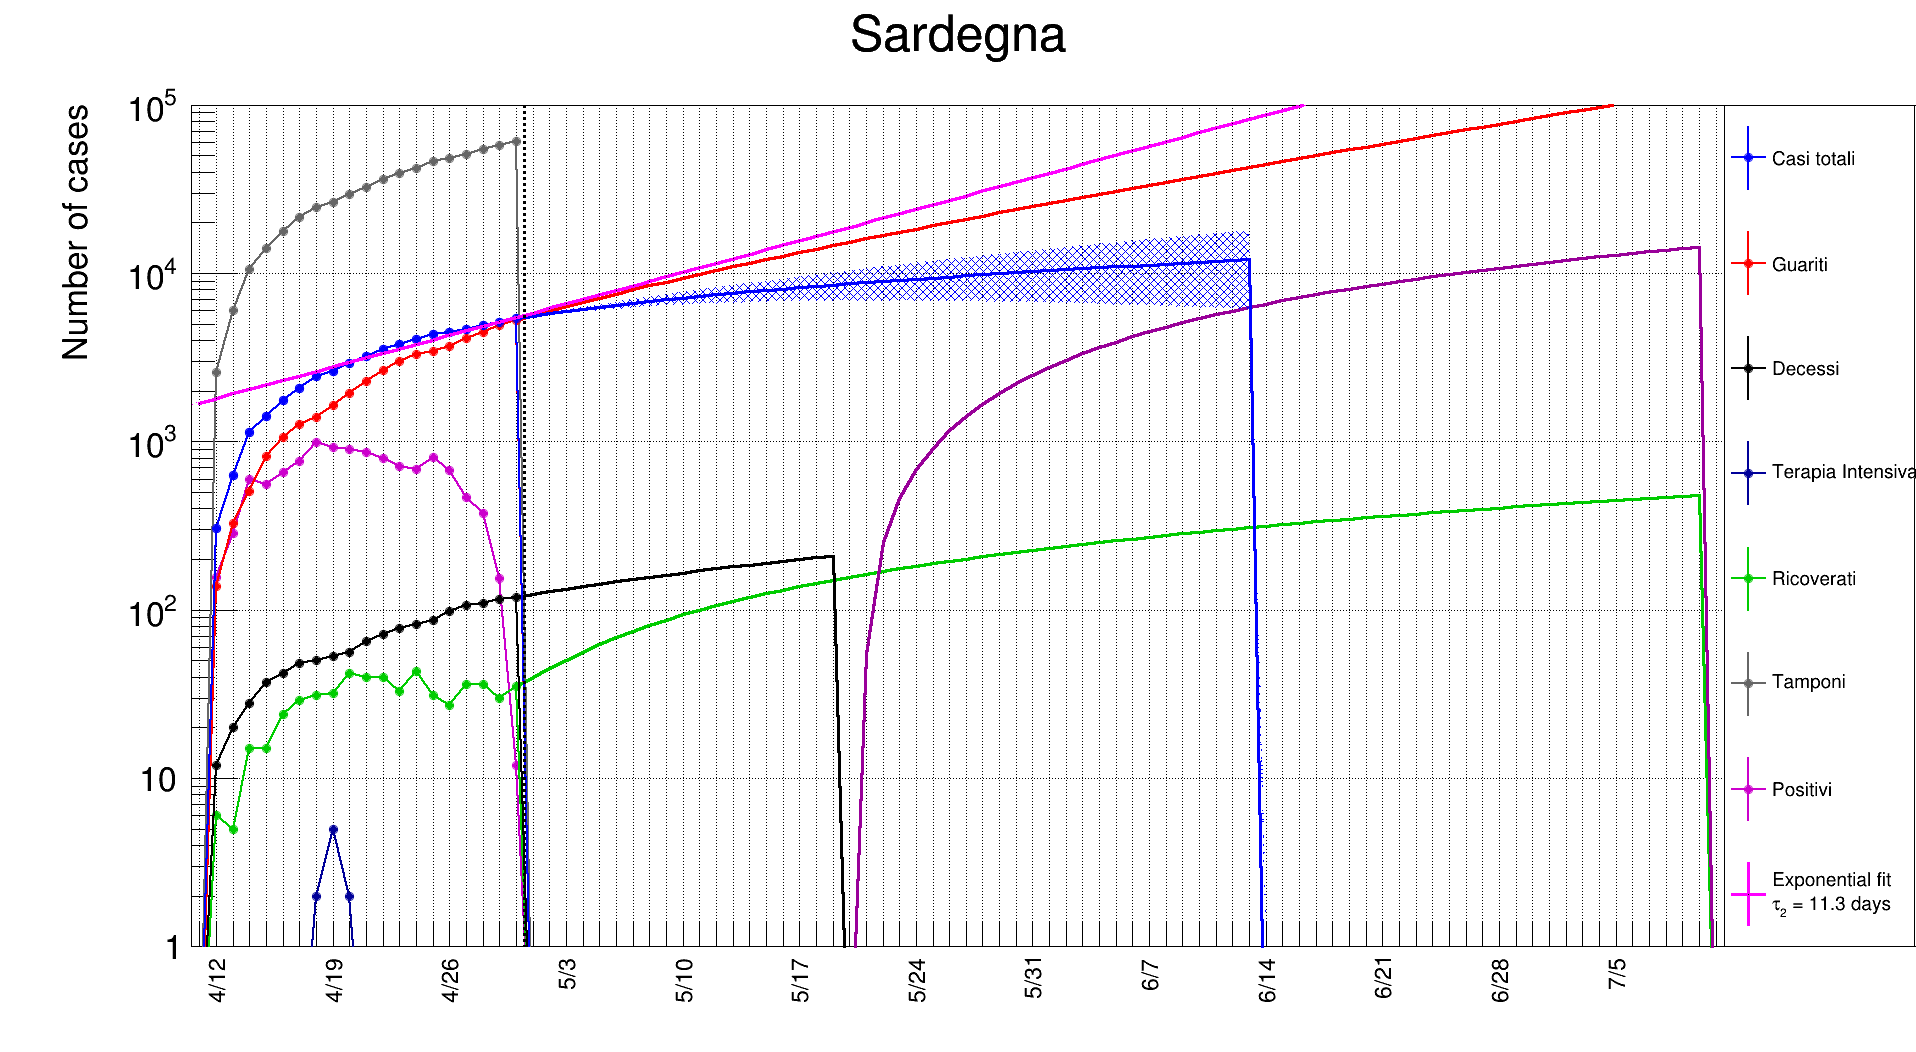 Sardegna
Number of cases
10^5
10^4
10^3
10^2
10
1
4/12
4/19
4/26
5/3
5/10
5/17
5/24
5/31
6/7
6/14
6/21
6/28
7/5
Casi totali
Guariti
Decessi
Terapia Intensiva
Ricoverati
Tamponi
Positivi
Exponential fit
τ₂ = 11.3 days